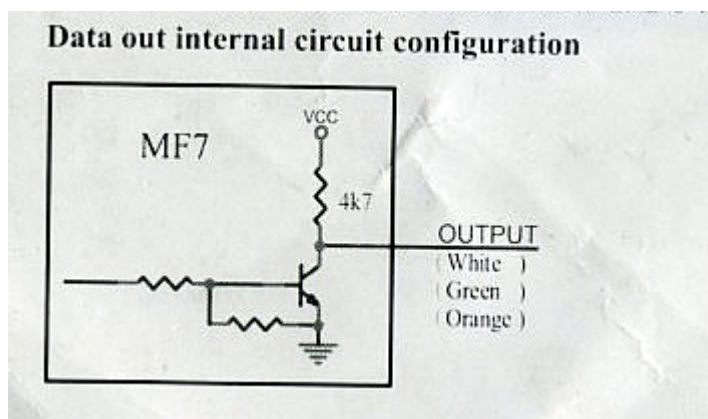 Data out internal circuit configuration
VCC
MF7
4k7
OUTPUT
( White )
( Green )
( Orange )